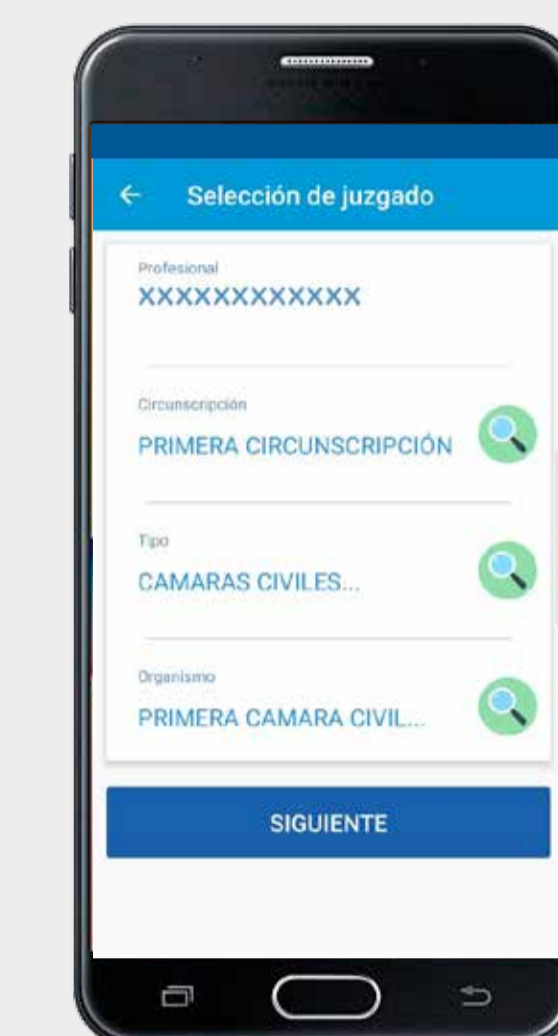 Selección de juzgado
Profesional
XXXXXXXXXXXX
Circunscripción
PRIMERA CIRCUNSCRIPCIÓN
Tipo
CAMARAS CIVILES...
Organismo
PRIMERA CAMARA CIVIL...
SIGUIENTE